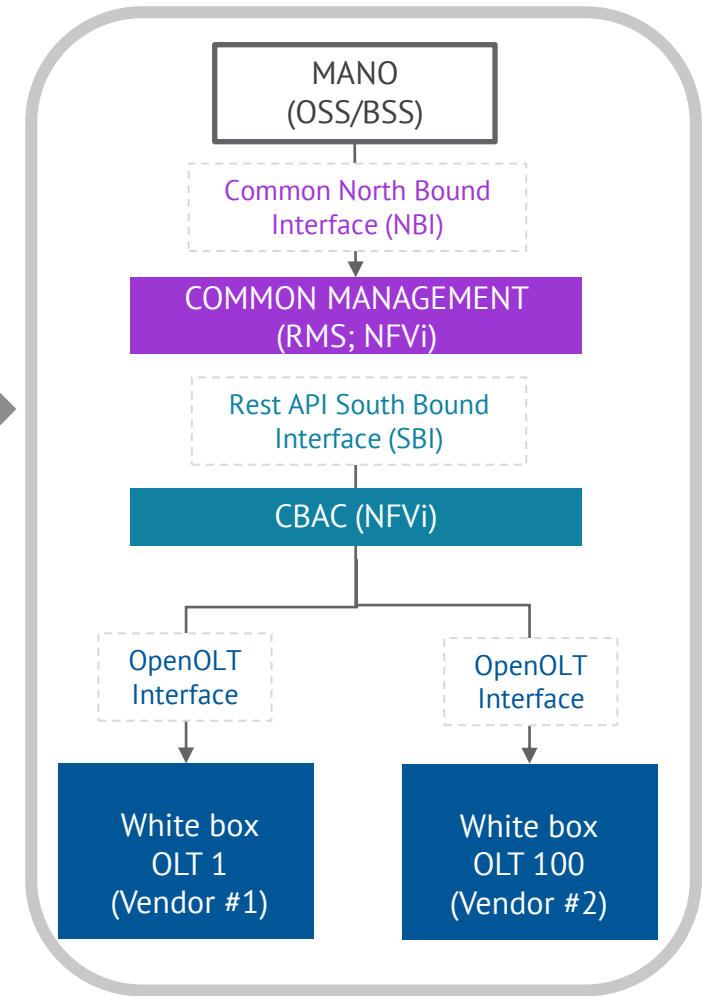 MANO
(OSS/BSS)
Common North Bound
Interface (NBI)
COMMON MANAGEMENT
(RMS; NFVi)
Rest API South Bound
Interface (SBI)
CBAC (NFVi)
OpenOLT
Interface
OpenOLT
Interface
White box
OLT 1
(Vendor #1)
White box
OLT 100
(Vendor #2)